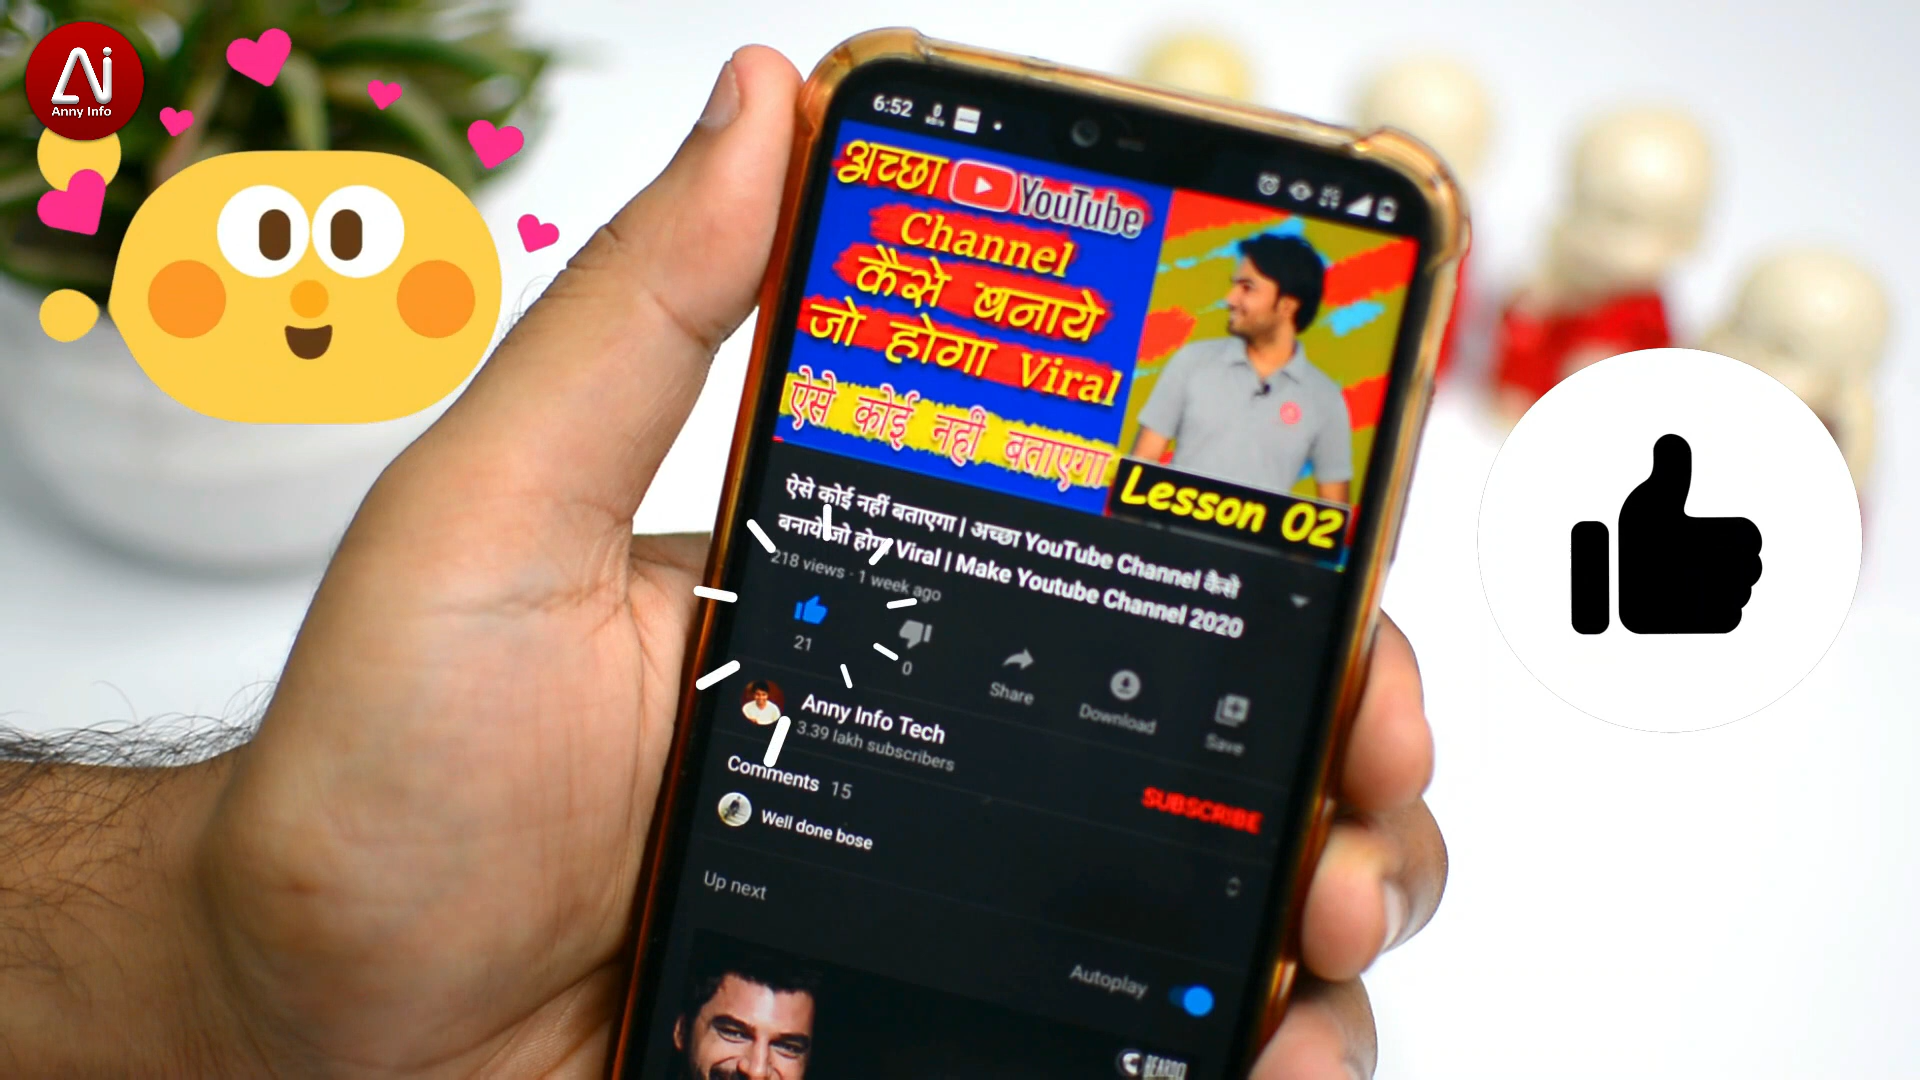 Ai
Anny Info
6:52
अच्छा YouTube
Channel
कैसे बनाये
जो होगा Viral
ऐसे कोई नहीं बताएगा
Lesson 02
ऐसे कोई नहीं बताएगा | अच्छा YouTube Channel कैसे
बनाये जो होगा Viral | Make Youtube Channel 2020
218 views · 1 week ago
21
0
Share
Download
Save
Anny Info Tech
3.39 lakh subscribers
SUBSCRIBE
Comments 15
Well done bose
Up next
Autoplay
BEARDO